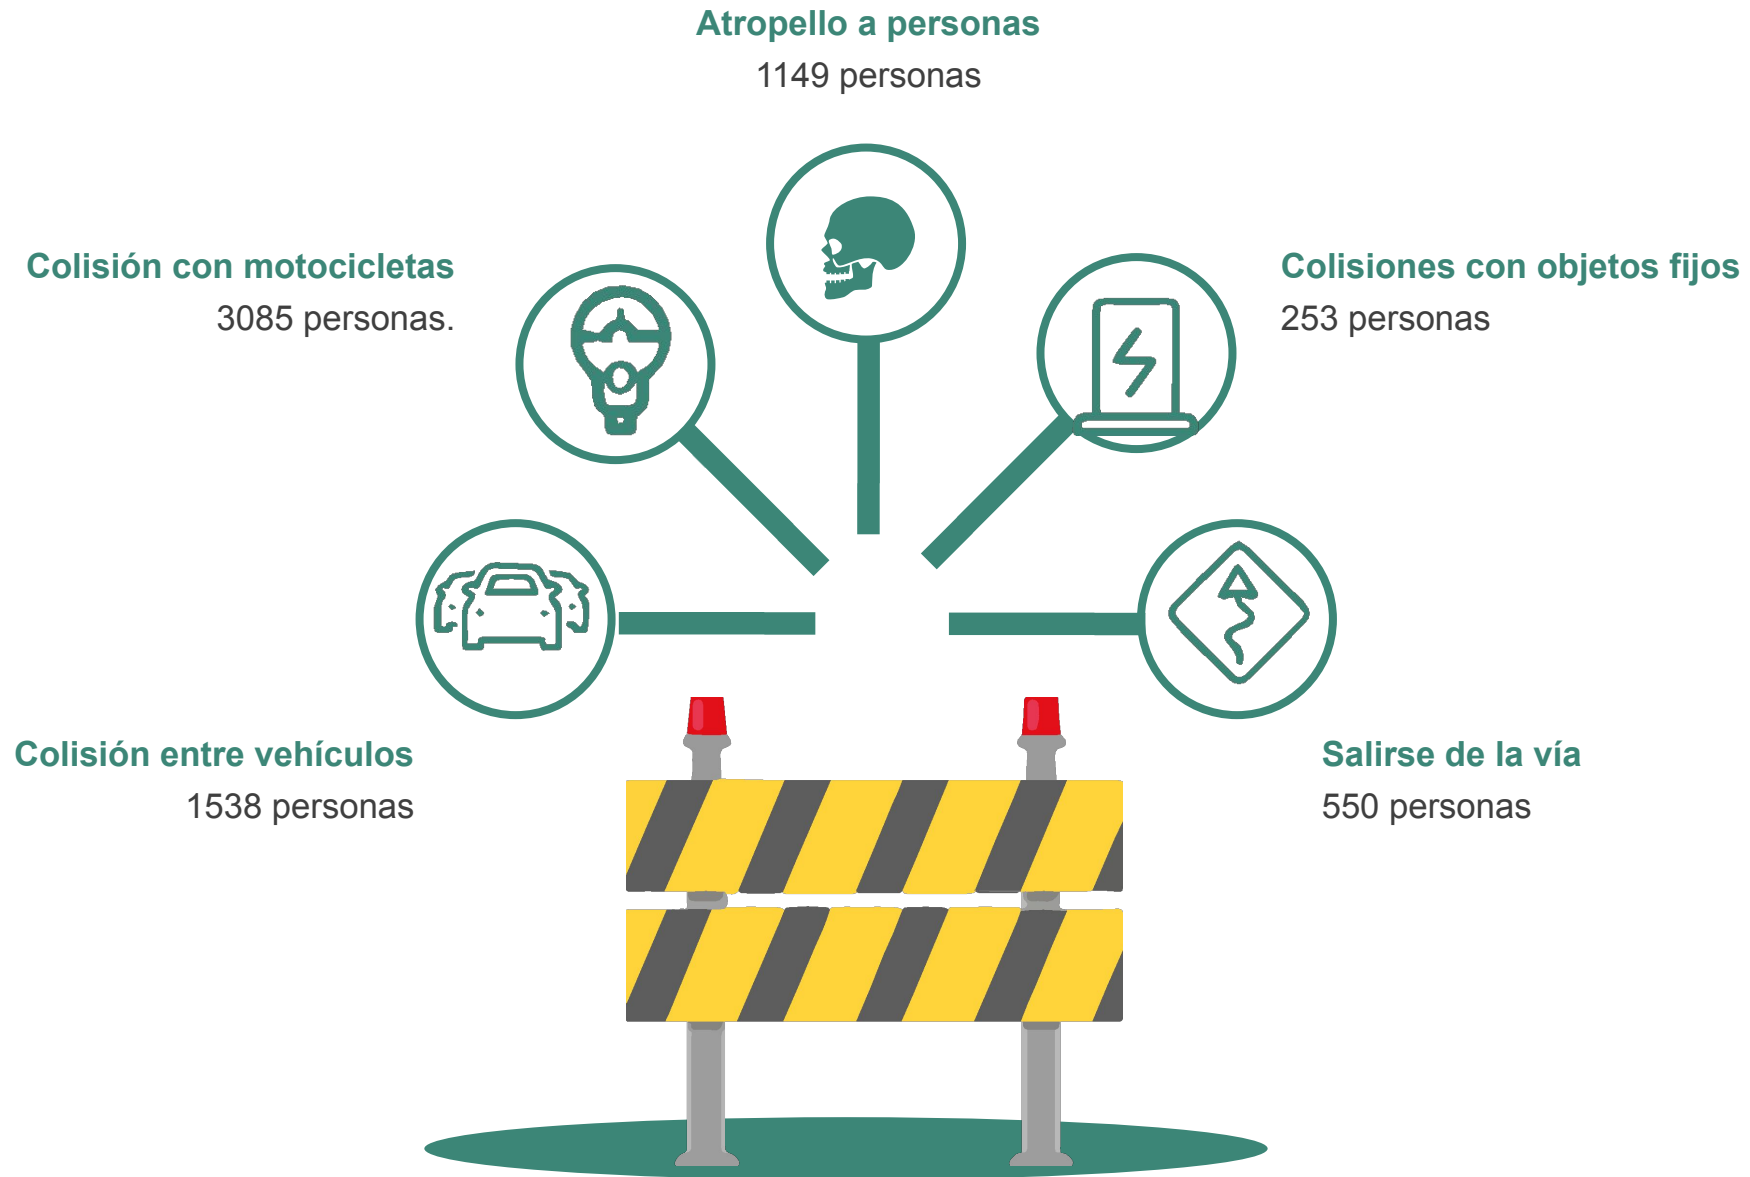 Atropello a personas
1149 personas
Colisión con motocicletas
3085 personas.
Colisiones con objetos fijos
253 personas
Colisión entre vehículos
1538 personas
Salirse de la vía
550 personas